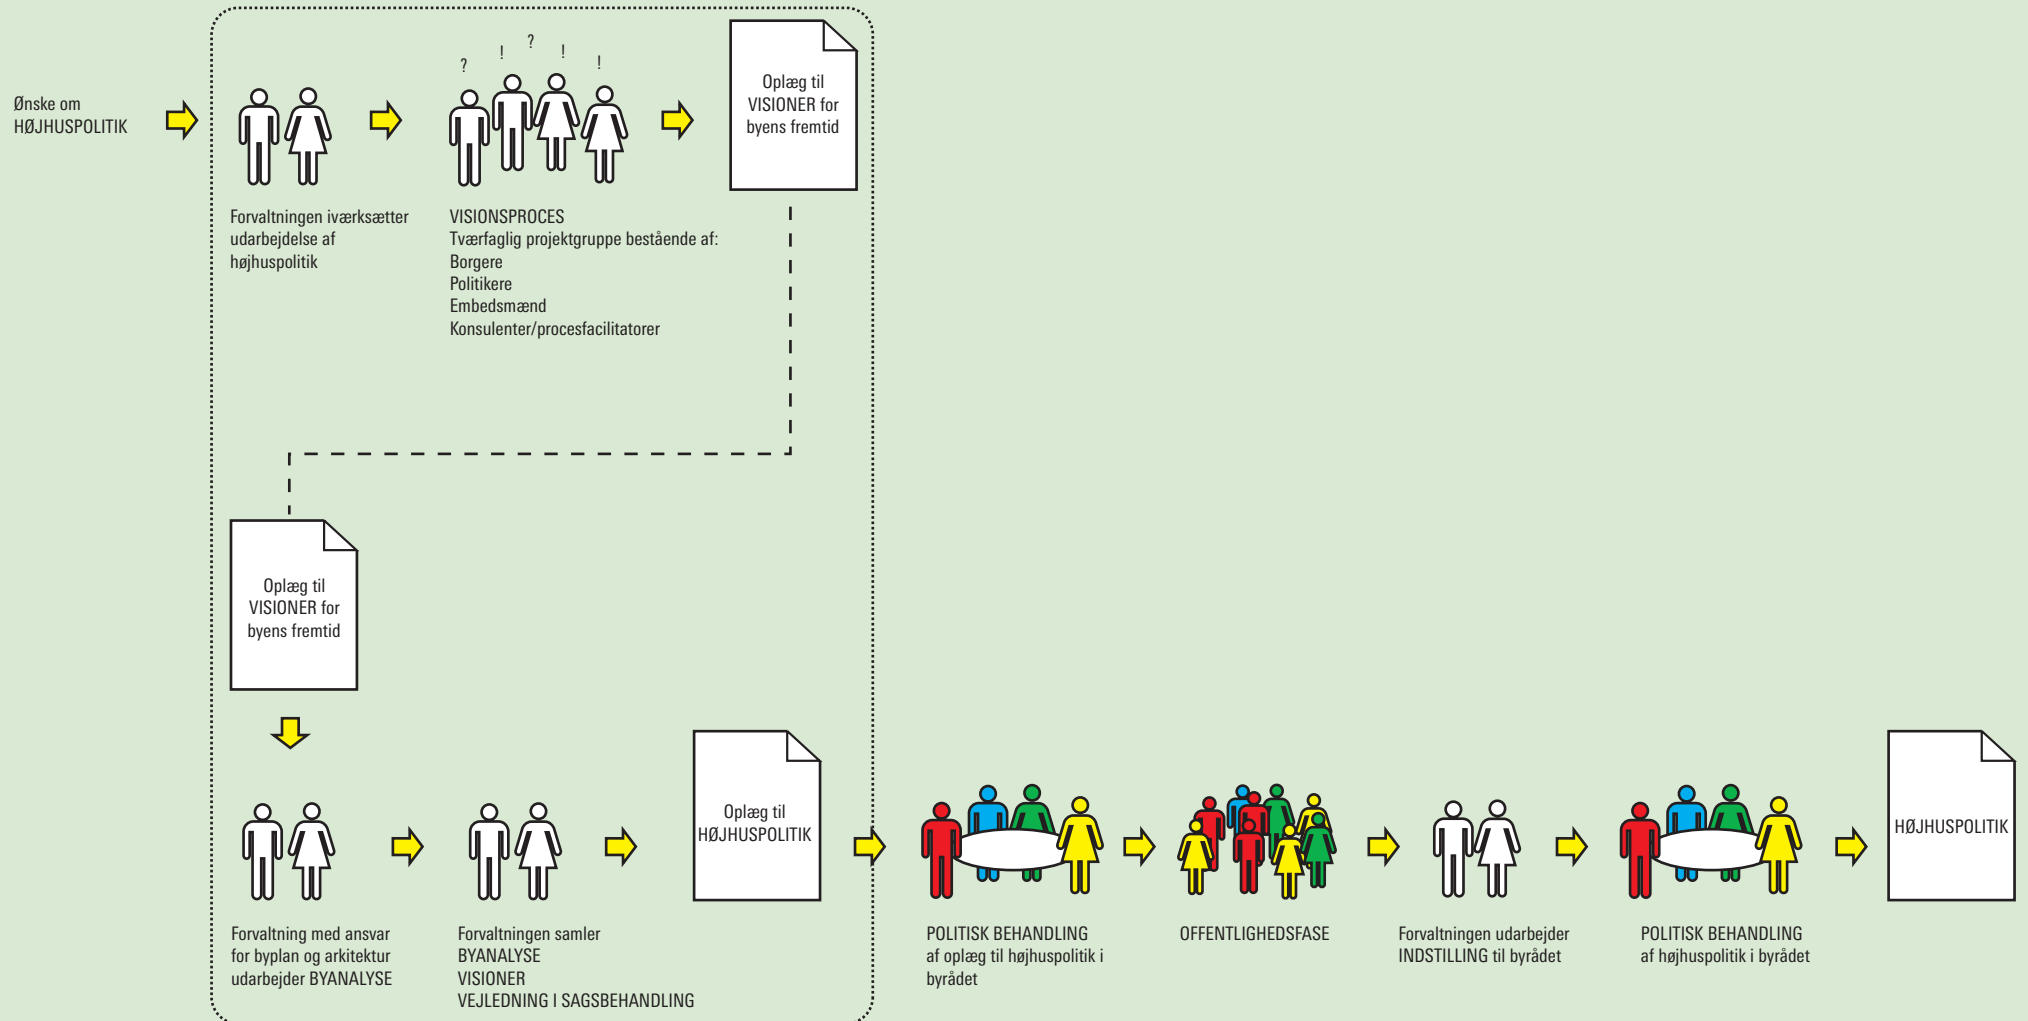 Ønske om
HØJHUSPOLITIK
Forvaltningen iværksætter
udarbejdelse af
højhuspolitik
? ! ? ! !
VISIONSPROCES
Tværfaglig projektgruppe bestående af:
Borgere
Politikere
Embedsmænd
Konsulenter/procesfacilitatorer
Oplæg til
VISIONER for
byens fremtid
Oplæg til
VISIONER for
byens fremtid
Forvaltning med ansvar
for byplan og arkitektur
udarbejder BYANALYSE
Forvaltningen samler
BYANALYSE
VISIONER
VEJLEDNING I SAGSBEHANDLING
Oplæg til
HØJHUSPOLITIK
POLITISK BEHANDLING
af oplæg til højhuspolitik i
byrådet
OFFENTLIGHEDSFASE
Forvaltningen udarbejder
INDSTILLING til byrådet
POLITISK BEHANDLING
af højhuspolitik i byrådet
HØJHUSPOLITIK